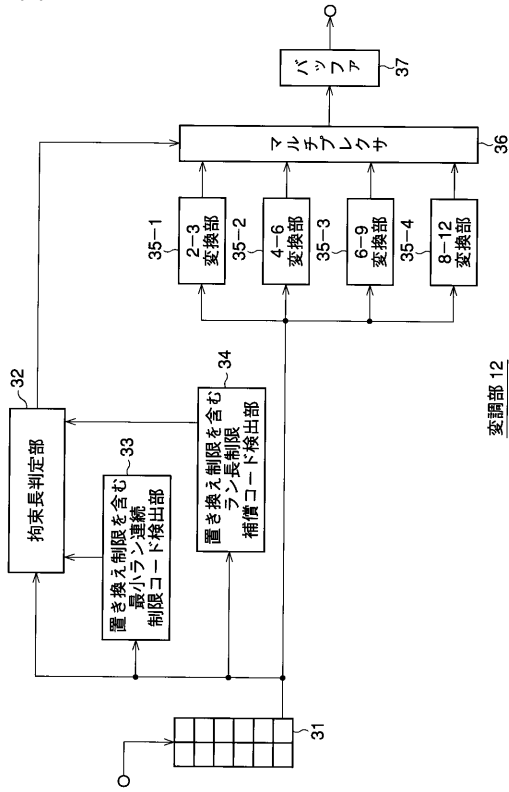 変調部 12
31
拘束長判定部
32
置き換え制限を含む
最小ラン連続
制限コード検出部
33
置き換え制限を含む
ラン長制限
補償コード検出部
34
35-1
2-3
変換部
35-2
4-6
変換部
35-3
6-9
変換部
35-4
8-12
変換部
マルチプレクサ
36
バッファ
37